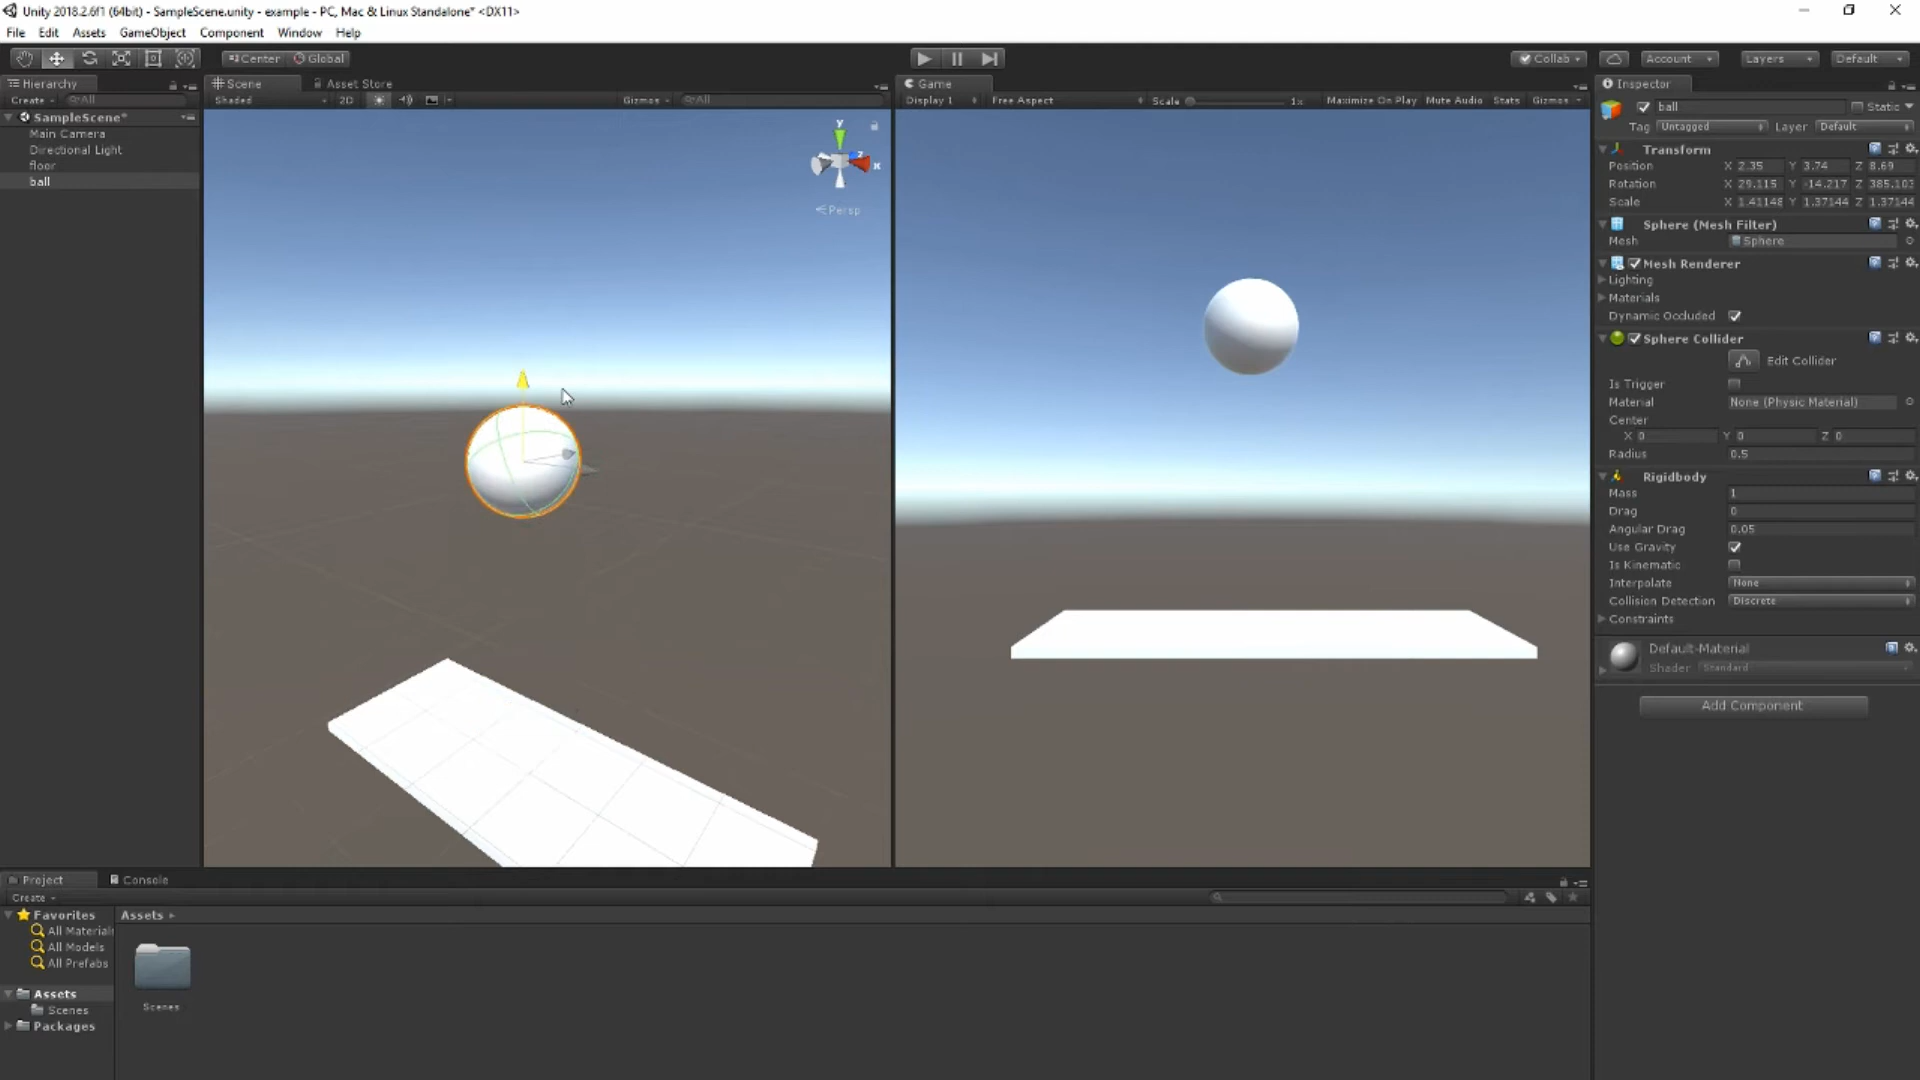 Unity 2018.2.6f1 (64bit) - SampleScene.unity - example - PC, Mac & Linux Standalone* <DX11>
File Edit Assets GameObject Component Window Help
Center Global
Collab Account Layers Default
Hierarchy
Create All
SampleScene*
Main Camera
Directional Light
floor
ball
Scene Asset Store
Shaded 2D Gizmos All
y
z
x
Persp
Game
Display 1 Free Aspect Scale 1x Maximize On Play Mute Audio Stats Gizmos
Inspector
ball Static
Tag Untagged Layer Default
Transform
Position X 2.35 Y 3.74 Z 8.69
Rotation X 29.115 Y -14.217 Z 385.103
Scale X 1.41148 Y 1.37144 Z 1.37144
Sphere (Mesh Filter)
Mesh Sphere
Mesh Renderer
Lighting
Materials
Dynamic Occluded
Sphere Collider
Edit Collider
Is Trigger
Material None (Physic Material)
Center
X 0 Y 0 Z 0
Radius 0.5
Rigidbody
Mass 1
Drag 0
Angular Drag 0.05
Use Gravity
Is Kinematic
Interpolate None
Collision Detection Discrete
Constraints
Default-Material
Shader Standard
Add Component
Project Console
Create
Favorites
All Material
All Models
All Prefabs
Assets
Scenes
Packages
Assets
Scenes